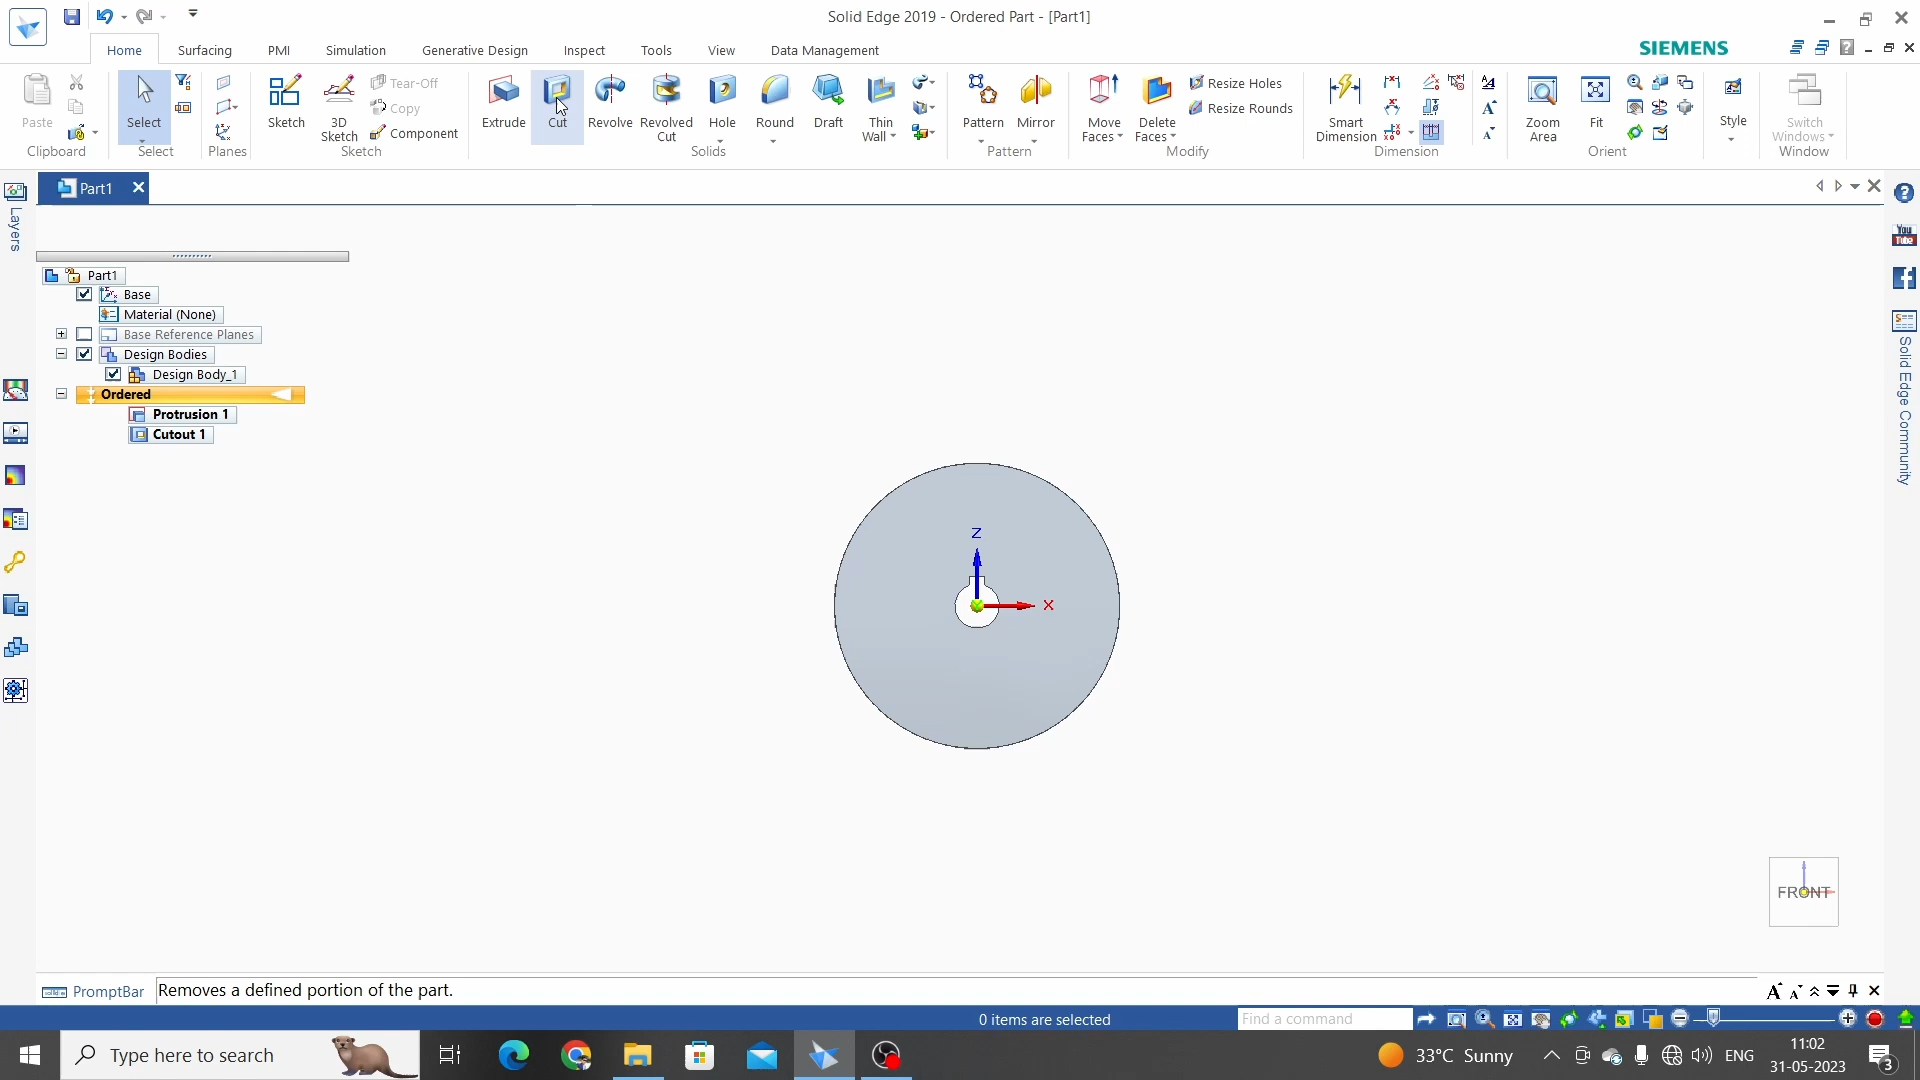 Solid Edge 2019 - Ordered Part - [Part1]
Home Surfacing PMI Simulation Generative Design Inspect Tools View Data Management
SIEMENS
Paste
Clipboard
Select
Select
Planes
Sketch
3D Sketch
Tear-Off
Copy
Component
Sketch
Extrude
Cut
Revolve
Revolved Cut
Hole
Round
Draft
Thin Wall
Solids
Pattern
Mirror
Pattern
Move Faces
Delete Faces
Resize Holes
Resize Rounds
Modify
Smart Dimension
Dimension
Zoom Area
Fit
Orient
Style
Switch Windows
Window
Part1
Layers
Part1
Base
Material (None)
Base Reference Planes
Design Bodies
Design Body_1
Ordered
Protrusion 1
Cutout 1
Z
X
FRONT
You Tube
Solid Edge Community
PromptBar
Removes a defined portion of the part.
0 items are selected
Find a command
Type here to search
33°C Sunny
ENG
11:02
31-05-2023
3